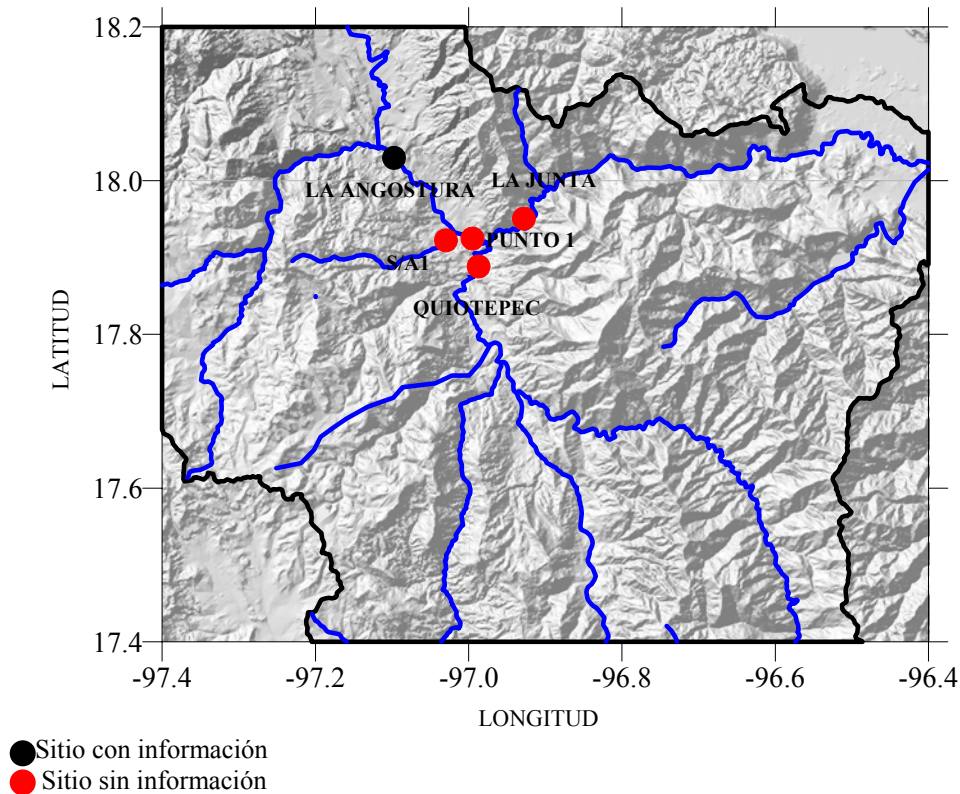 18.2
18.0
LA JUNTA
LA ANGOSTURA
PUNTO 1
S/A1
QUIOTEPEC
LATITUD
17.8
17.6
17.4
-97.4 -97.2 -97.0 -96.8 -96.6 -96.4
LONGITUD
Sitio con información
Sitio sin información